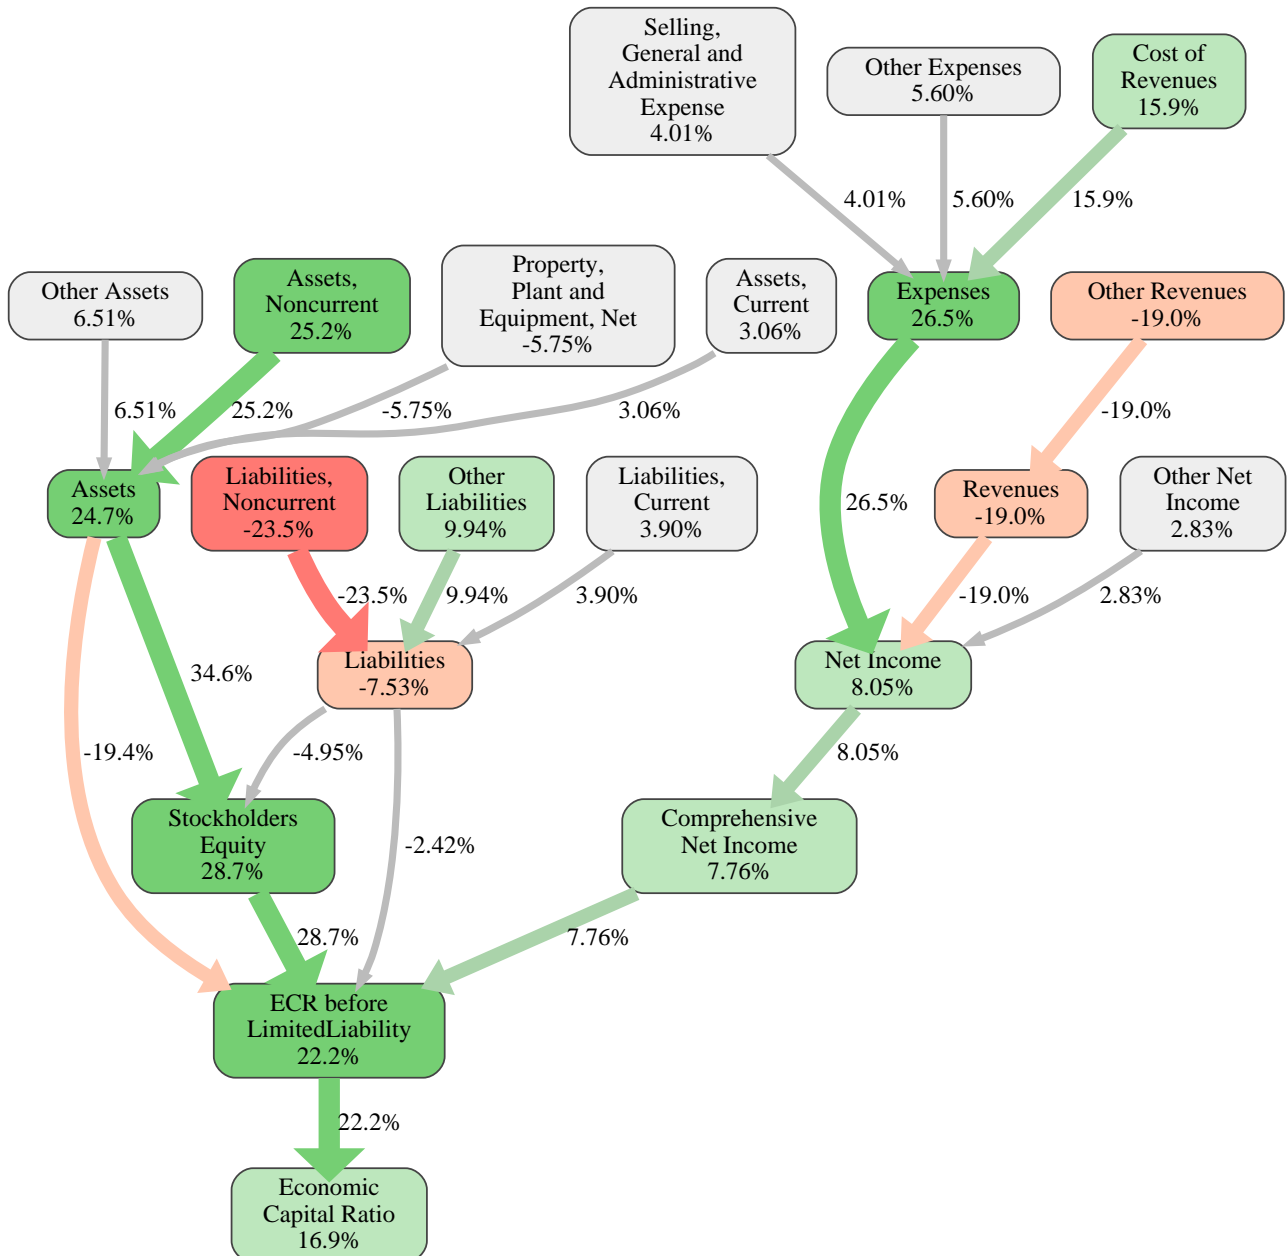 Selling,
General and
Administrative
Expense
4.01%
Other Expenses
5.60%
Cost of
Revenues
15.9%
4.01%
5.60%
15.9%
Other Assets
6.51%
Assets,
Noncurrent
25.2%
Property,
Plant and
Equipment, Net
-5.75%
Assets,
Current
3.06%
Expenses
26.5%
Other Revenues
-19.0%
6.51%
25.2%
-5.75%
3.06%
-19.0%
Assets
24.7%
Liabilities,
Noncurrent
-23.5%
Other
Liabilities
9.94%
Liabilities,
Current
3.90%
26.5%
Revenues
-19.0%
Other Net
Income
2.83%
-23.5%
9.94%
3.90%
-19.0%
2.83%
34.6%
Liabilities
-7.53%
Net Income
8.05%
-19.4%
-4.95%
8.05%
Stockholders
Equity
28.7%
-2.42%
Comprehensive
Net Income
7.76%
28.7%
7.76%
ECR before
LimitedLiability
22.2%
22.2%
Economic
Capital Ratio
16.9%